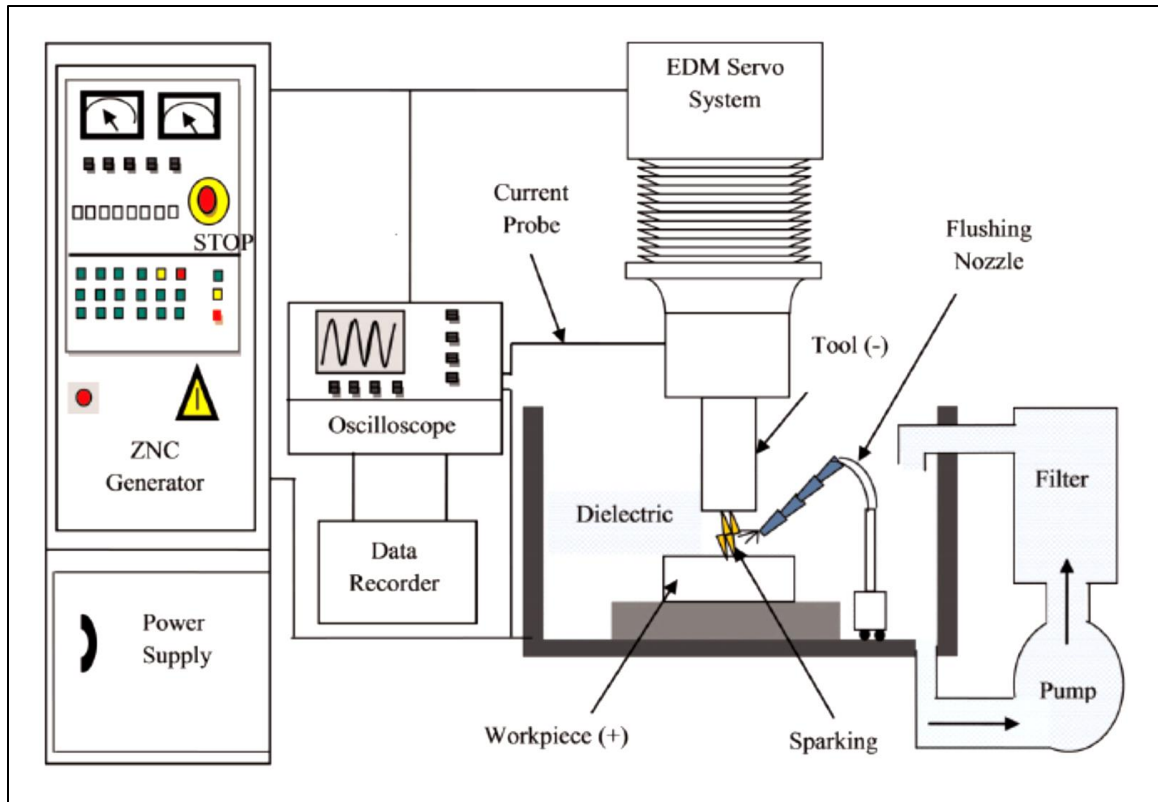 EDM Servo
System
Current
Probe
Flushing
Nozzle
STOP
Tool (-)
Oscilloscope
ZNC
Generator
Filter
Dielectric
Data
Recorder
Power
Supply
Pump
Workpiece (+)
Sparking